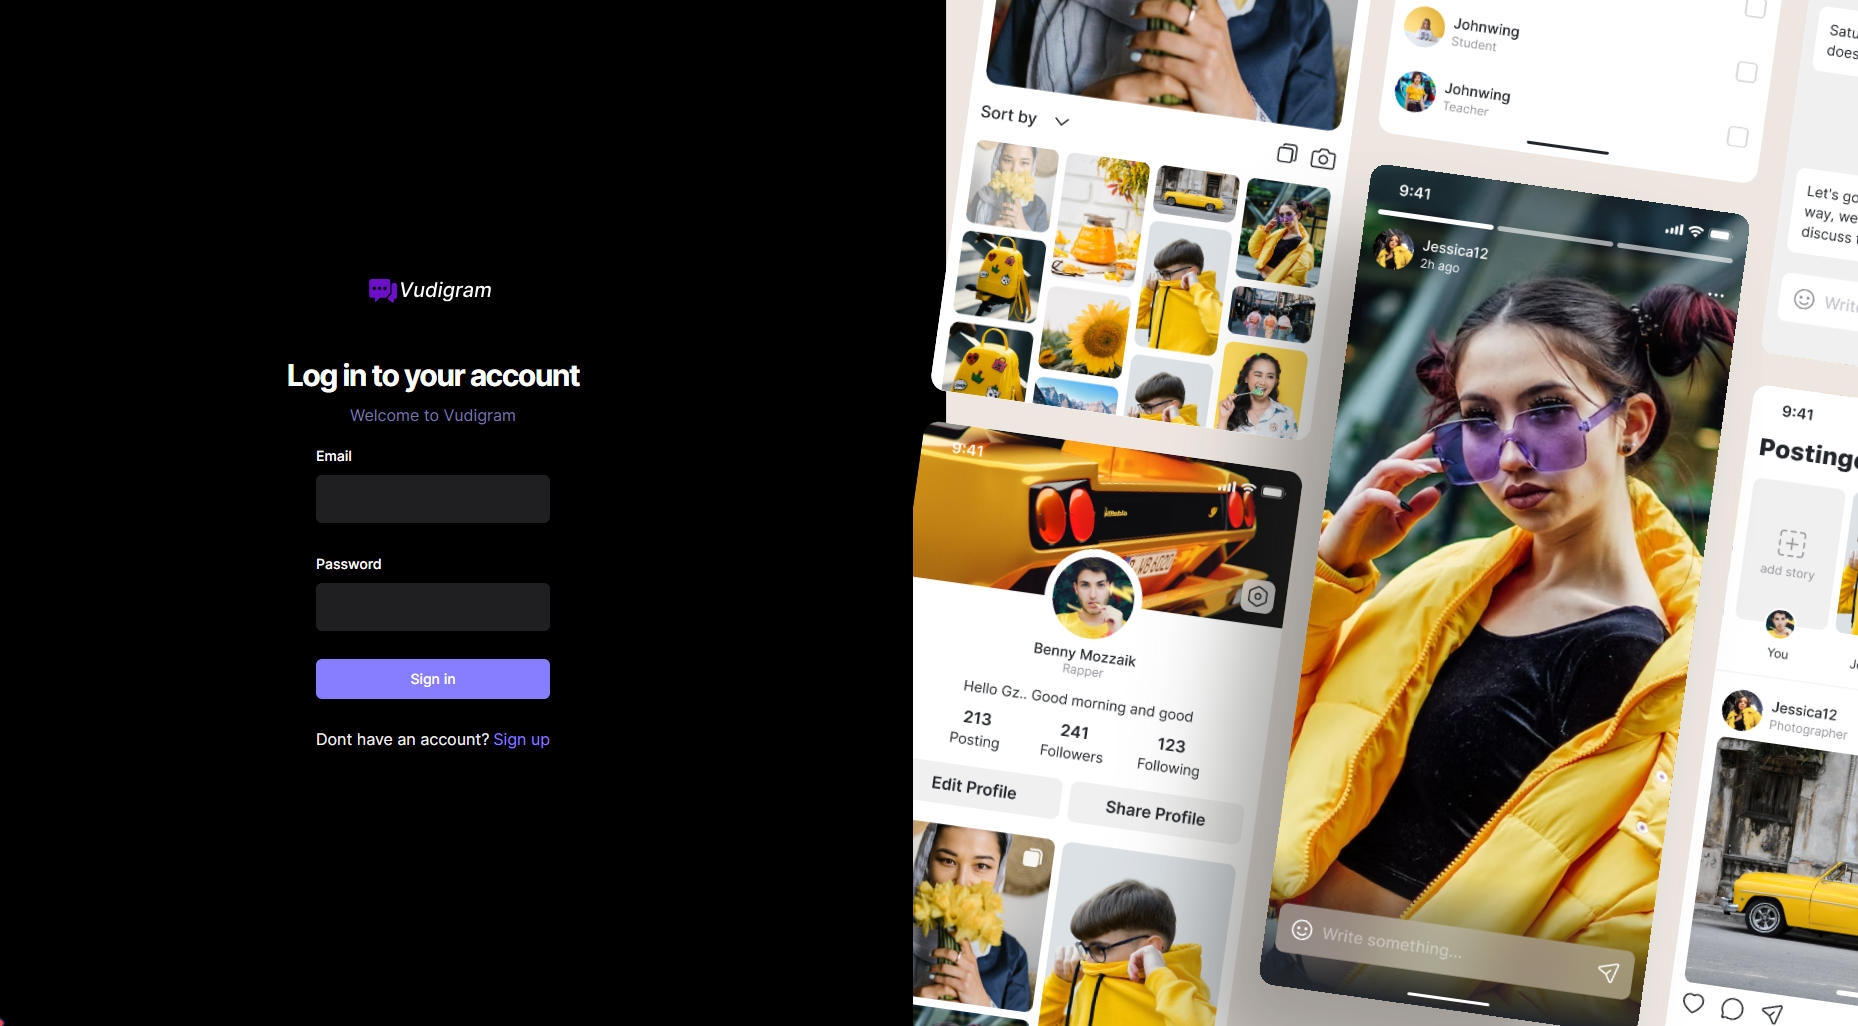 Vudigram
Log in to your account
Welcome to Vudigram
Email
Password
Sign in
Dont have an account? Sign up
Sort by
Johnwing
Student
Johnwing
Teacher
9:41
Jessica12
2h ago
Write something...
9:41
Benny Mozzaik
Rapper
Hello Gz.. Good morning and good
213
Posting
241
Followers
123
Following
Edit Profile
Share Profile
Satu
does
Let's go
way, we
discuss
Write
9:41
Posting
add story
You
Jessica12
Photographer